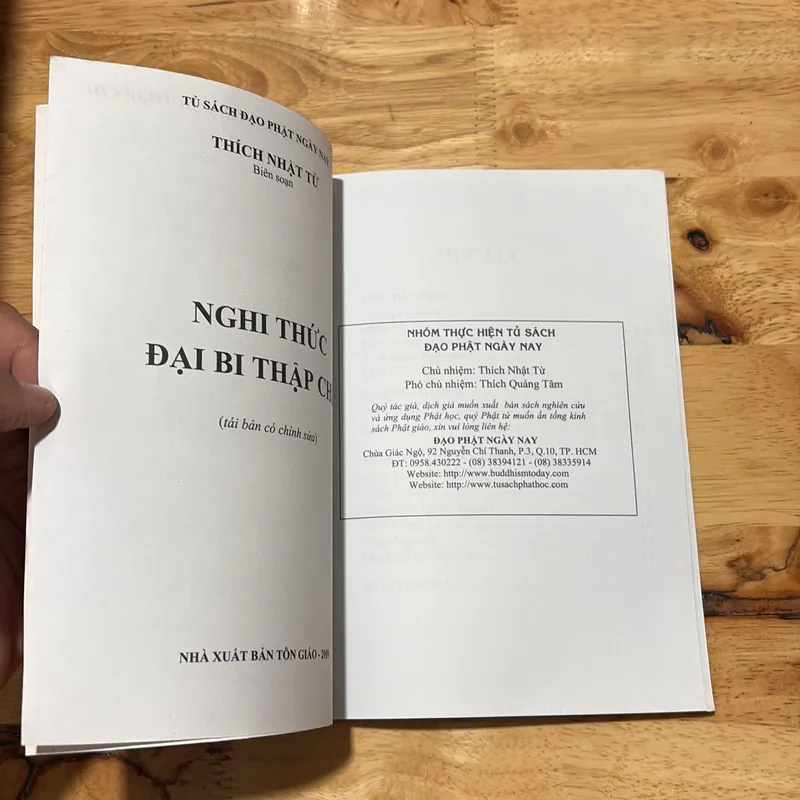 TỦ SÁCH ĐẠO PHẬT NGÀY NAY
THÍCH NHẬT TỪ
Biên soạn
NGHI THỨC
ĐẠI BI THẬP CH
(tái bản có chỉnh sửa)
NHÀ XUẤT BẢN TÔN GIÁO - 2009
NHÓM THỰC HIỆN TỦ SÁCH
ĐẠO PHẬT NGÀY NAY
Chủ nhiệm: Thích Nhật Từ
Phó chủ nhiệm: Thích Quảng Tâm
Quý tác giả, dịch giả muốn xuất bản sách nghiên cứu
và ứng dụng Phật học, quý Phật tử muốn ấn tống kinh
sách Phật giáo, xin vui lòng liên hệ:
ĐẠO PHẬT NGÀY NAY
Chùa Giác Ngộ, 92 Nguyễn Chí Thanh, P.3, Q.10, TP. HCM
ĐT: 0958.430222 - (08) 38394121 - (08) 38335914
Website: http://www.buddhismtoday.com
Website: http://www.tusachphathoc.com